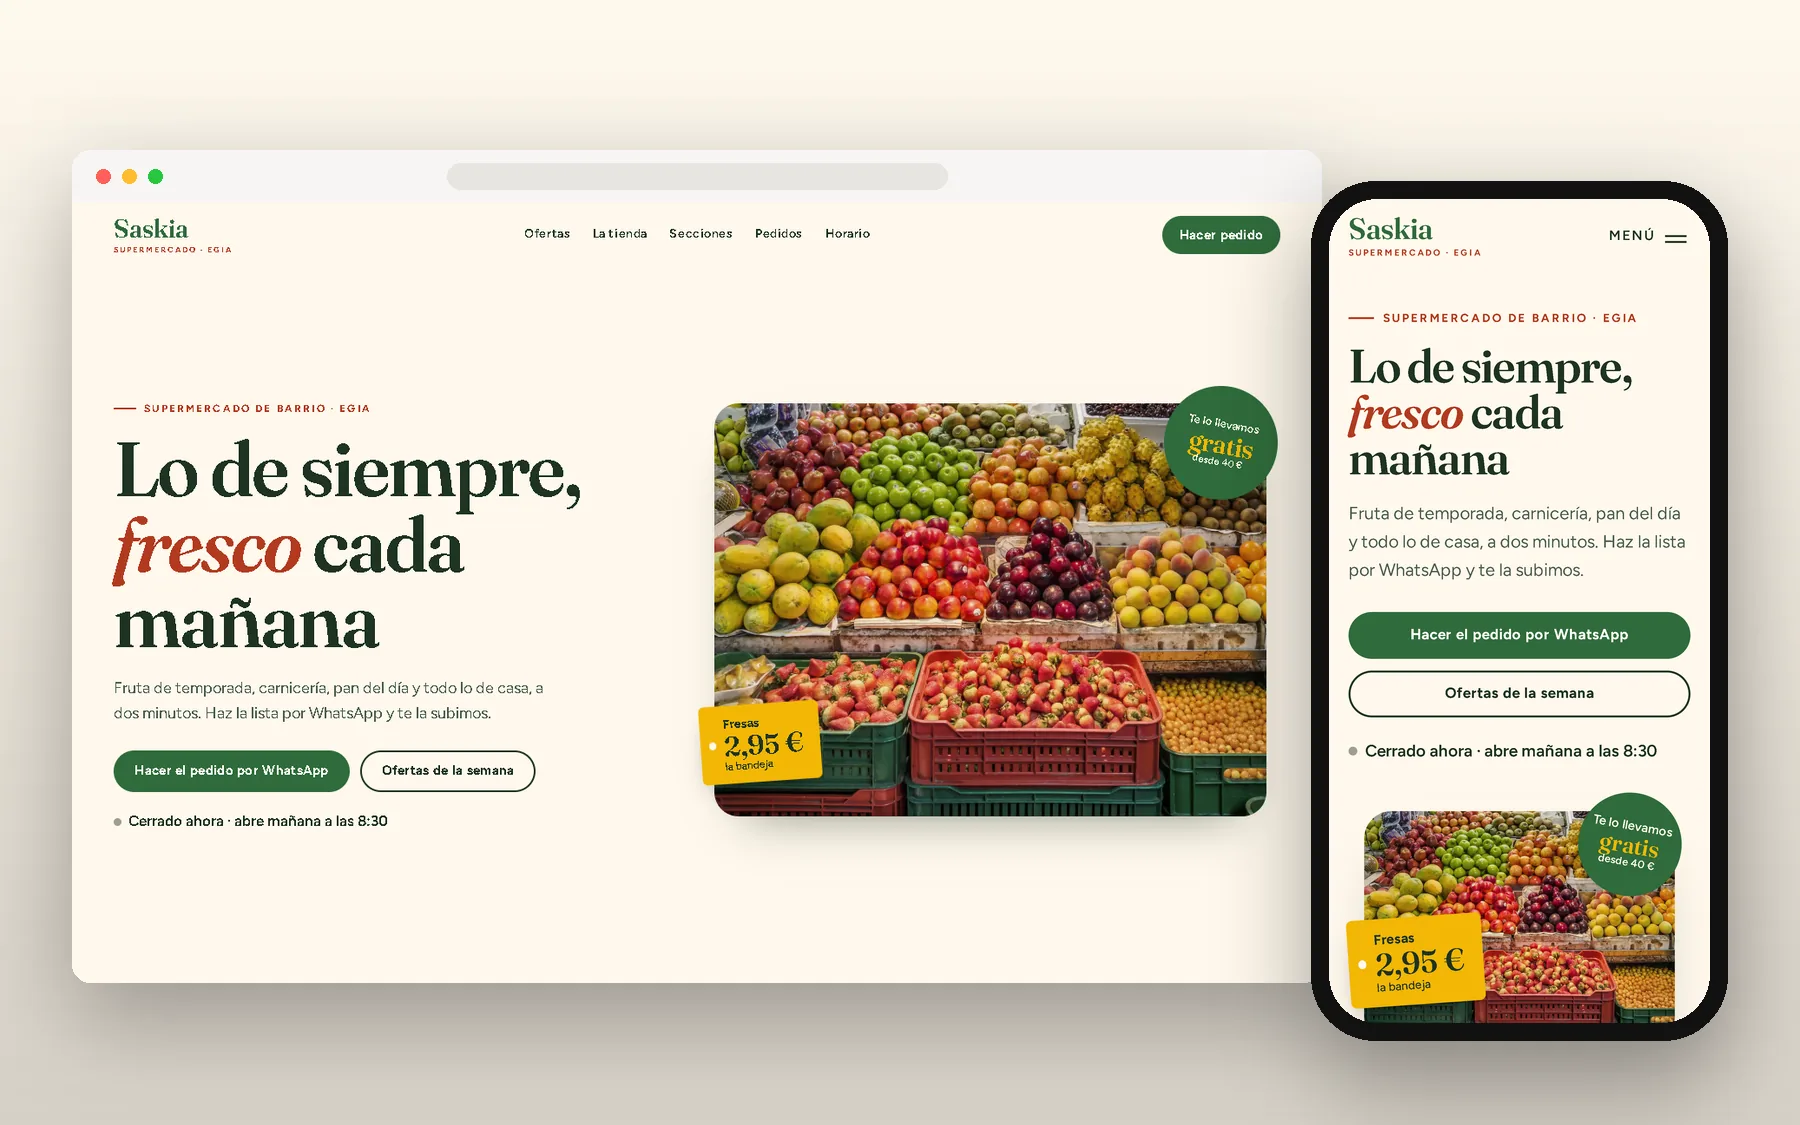 Saskia
SUPERMERCADO · EGIA
Ofertas
La tienda
Secciones
Pedidos
Horario
Hacer pedido
SUPERMERCADO DE BARRIO · EGIA
Lo de siempre,
fresco cada
mañana
Fruta de temporada, carnicería, pan del día y todo lo de casa, a
dos minutos. Haz la lista por WhatsApp y te la subimos.
Hacer el pedido por WhatsApp
Ofertas de la semana
Cerrado ahora · abre mañana a las 8:30
Te lo llevamos
gratis
desde 40 €
Fresas
2,95 €
la bandeja
Saskia
SUPERMERCADO · EGIA
MENÚ
SUPERMERCADO DE BARRIO · EGIA
Lo de siempre,
fresco cada
mañana
Fruta de temporada, carnicería, pan del día
y todo lo de casa, a dos minutos. Haz la lista
por WhatsApp y te la subimos.
Hacer el pedido por WhatsApp
Ofertas de la semana
Cerrado ahora · abre mañana a las 8:30
Te lo llevamos
gratis
desde 40 €
Fresas
2,95 €
la bandeja